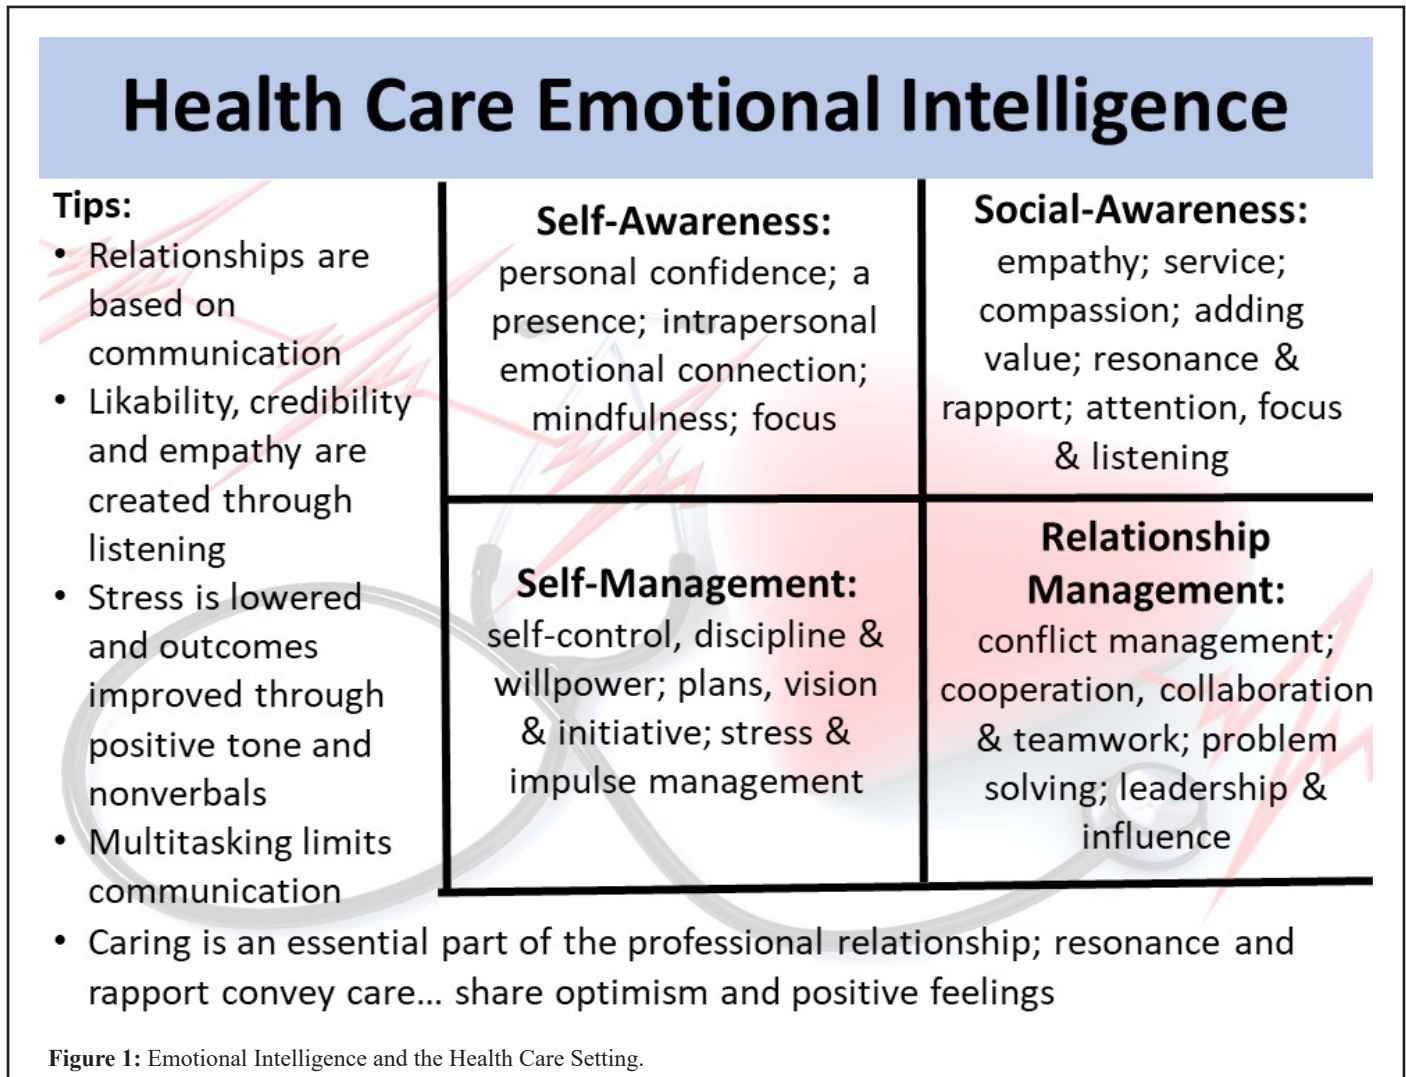 Health Care Emotional Intelligence
Tips:
• Relationships are
based on
communication
• Likability, credibility
and empathy are
created through
listening
• Stress is lowered
and outcomes
improved through
positive tone and
nonverbals
• Multitasking limits
communication
• Caring is an essential part of the professional relationship; resonance and
rapport convey care... share optimism and positive feelings
Self-Awareness:
personal confidence; a
presence; intrapersonal
emotional connection;
mindfulness; focus
Social-Awareness:
empathy; service;
compassion; adding
value; resonance &
rapport; attention, focus
& listening
Self-Management:
self-control, discipline &
willpower; plans, vision
& initiative; stress &
impulse management
Relationship
Management:
conflict management;
cooperation, collaboration
& teamwork; problem
solving; leadership &
influence
Figure 1: Emotional Intelligence and the Health Care Setting.